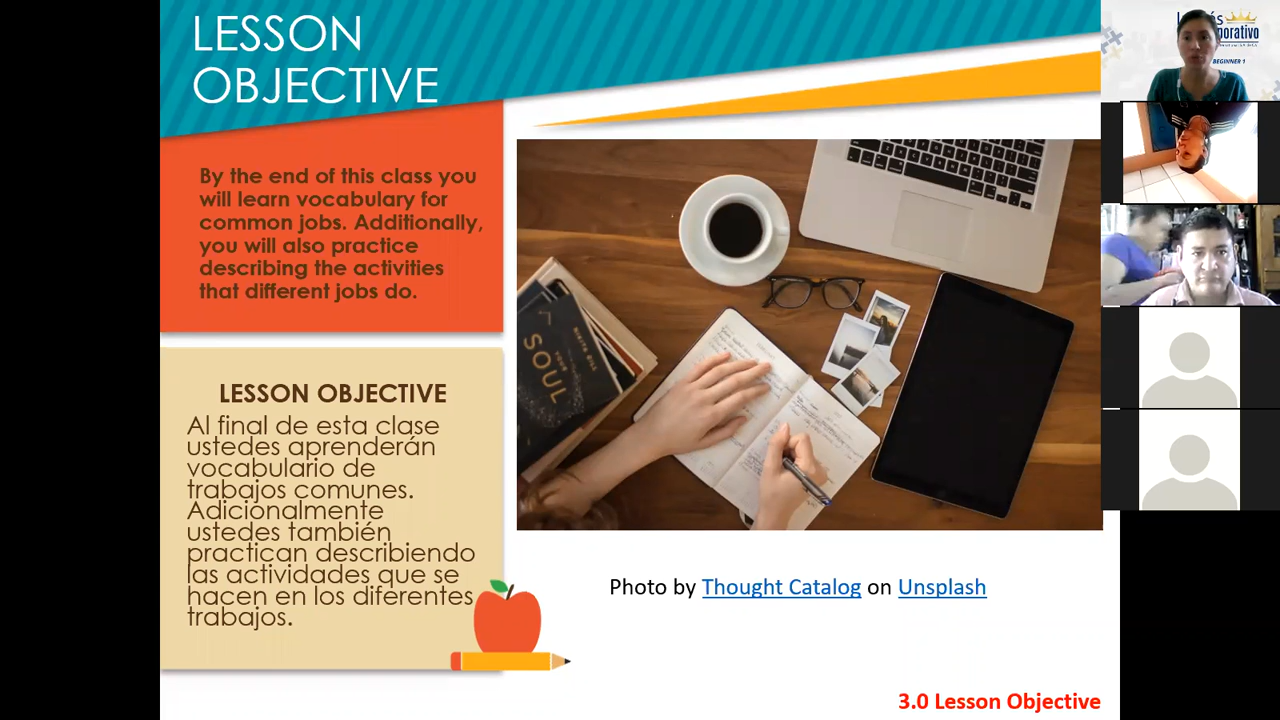 LESSON
OBJECTIVE
By the end of this class you
will learn vocabulary for
common jobs. Additionally,
you will also practice
describing the activities
that different jobs do.
LESSON OBJECTIVE
Al final de esta clase
ustedes aprenderán
vocabulario de
trabajos comunes.
Adicionalmente
ustedes también
practican describiendo
las actividades que se
hacen en los diferentes
trabajos.
YOUR
SOUL
Photo by Thought Catalog on Unsplash
3.0 Lesson Objective
BEGINNER 1